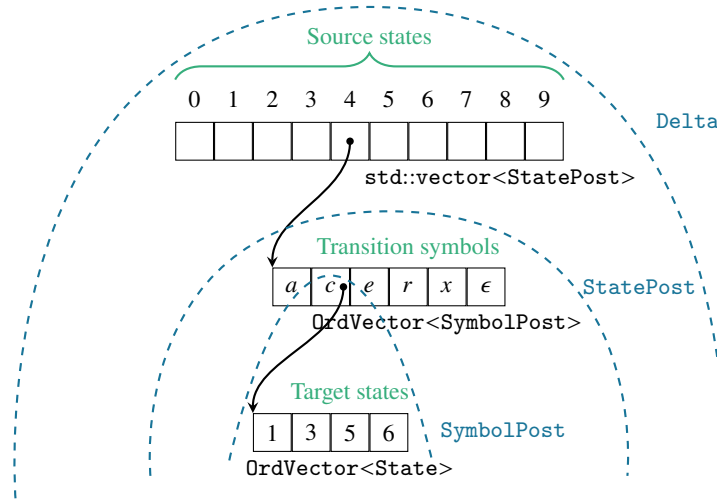 Source states
0 1 2 3 4 5 6 7 8 9
Delta
std::vector<StatePost>
Transition symbols
a c e r x ϵ
StatePost
OrdVector<SymbolPost>
Target states
1 3 5 6
SymbolPost
OrdVector<State>